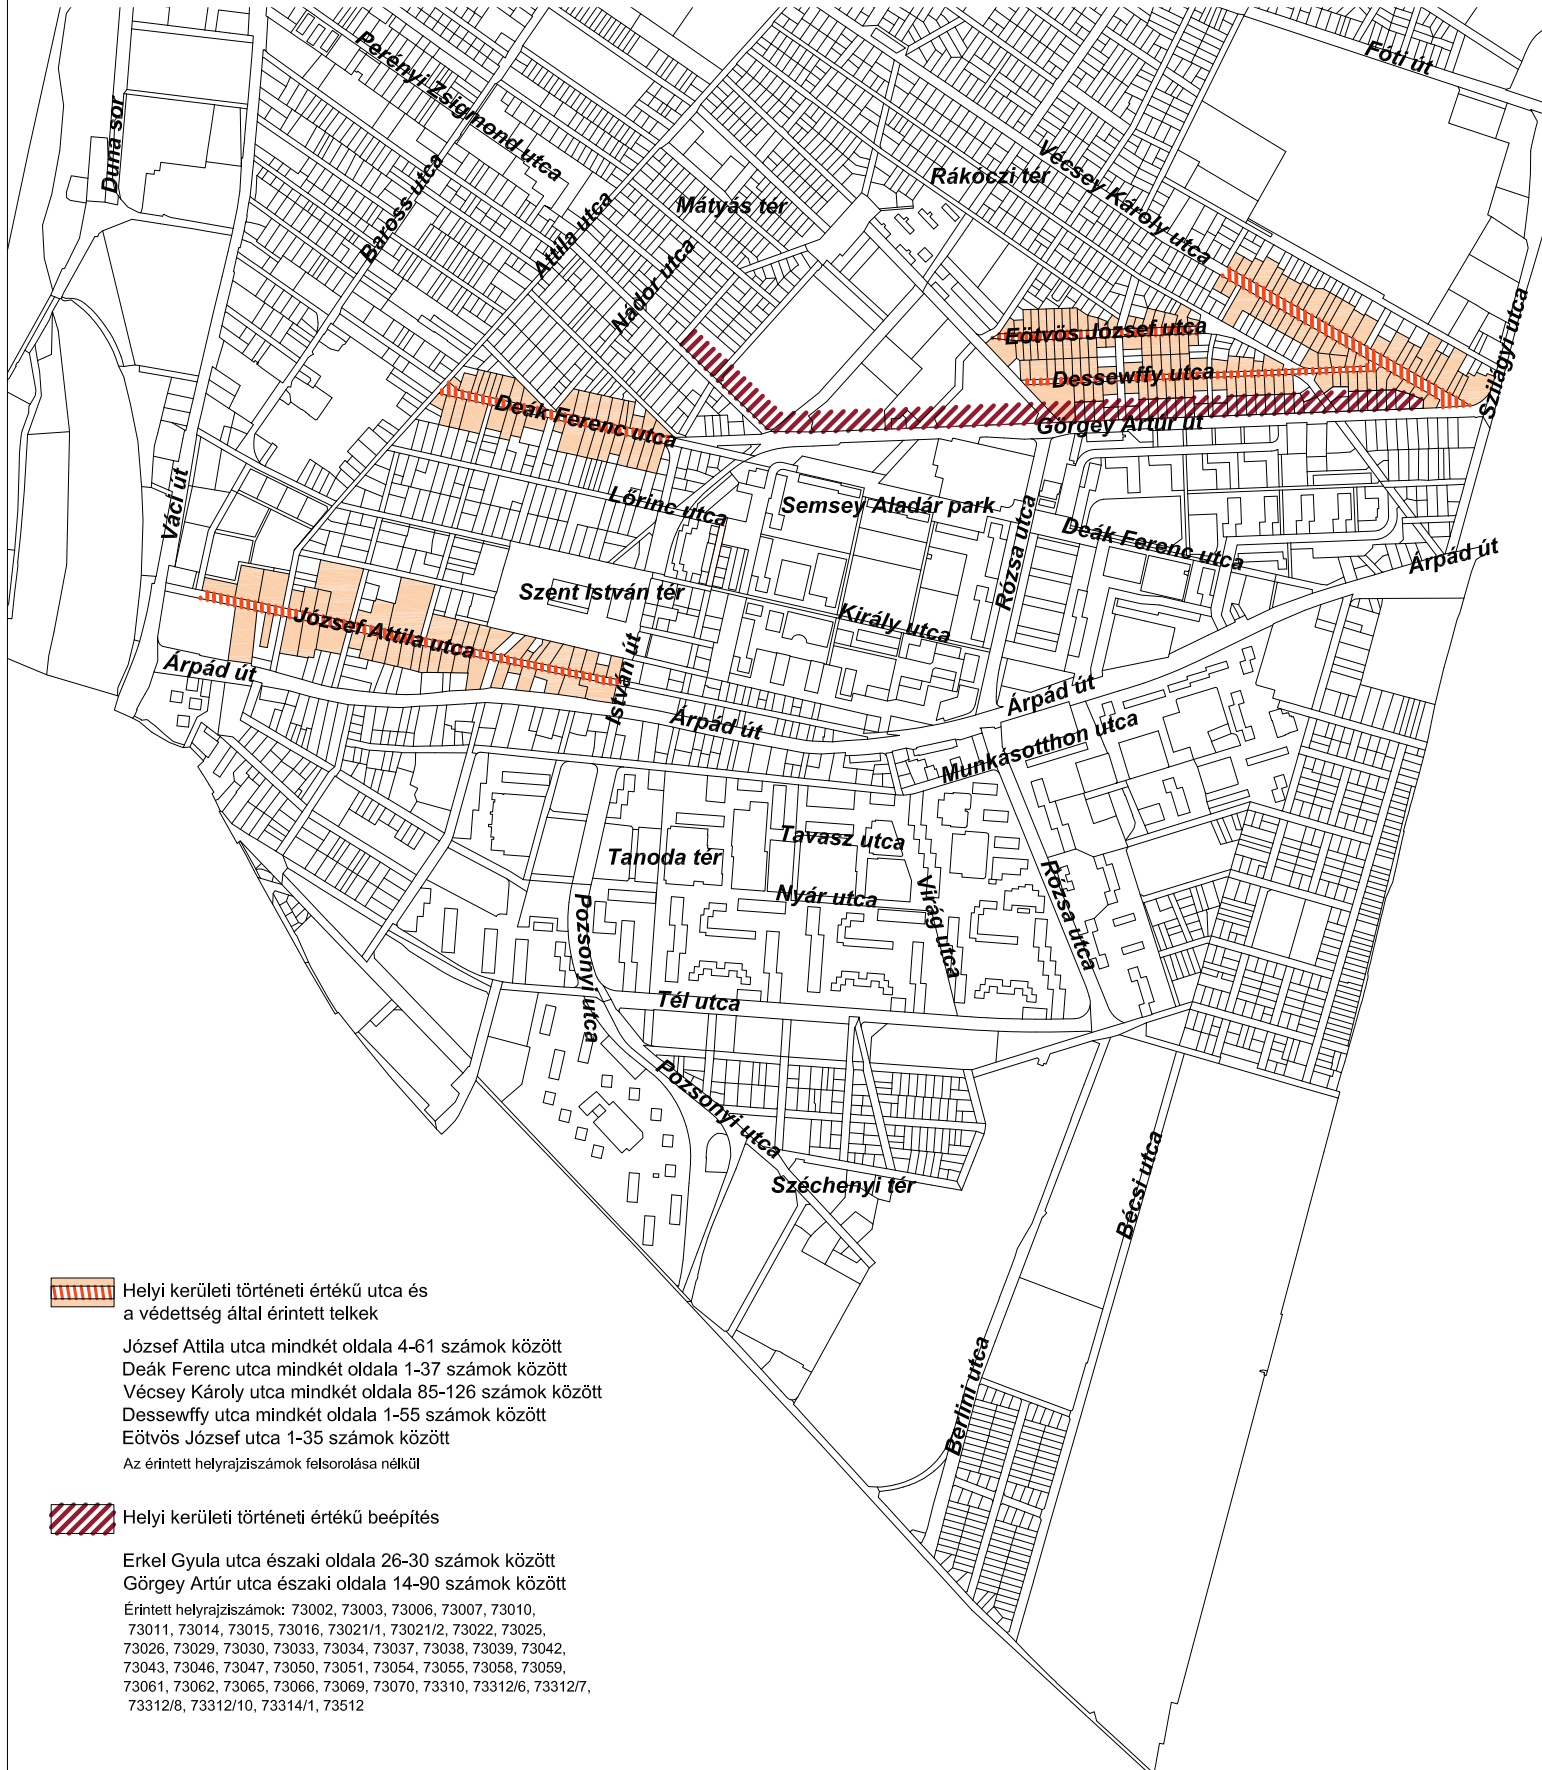 Fóti út
Perényi Zsigmond utca
Duna sor
Baross utca
Attila utca
Mátyás tér
Nádor utca
Rákóczi tér
Vécsey Károly utca
Szilágyi utca
Eötvös József utca
Dessewffy utca
Görgey Artúr út
Deák Ferenc utca
Váci út
Lőrinc utca
Semsey Aladár park
Rózsa utca
Deák Ferenc utca
Árpád út
Szent István tér
Király utca
József Attila utca
István út
Árpád út
Árpád út
Árpád út
Munkásotthon utca
Tavasz utca
Tanoda tér
Nyár utca
Virág utca
Rózsa utca
Pozsonyi utca
Tél utca
Pozsonyi utca
Széchenyi tér
Bécsi utca
Berlini utca
Helyi kerületi történeti értékű utca és
a védettség által érintett telkek
József Attila utca mindkét oldala 4-61 számok között
Deák Ferenc utca mindkét oldala 1-37 számok között
Vécsey Károly utca mindkét oldala 85-126 számok között
Dessewffy utca mindkét oldala 1-55 számok között
Eötvös József utca 1-35 számok között
Az érintett helyrajziszámok felsorolása nélkül
Helyi kerületi történeti értékű beépítés
Erkel Gyula utca északi oldala 26-30 számok között
Görgey Artúr utca északi oldala 14-90 számok között
Érintett helyrajziszámok: 73002, 73003, 73006, 73007, 73010,
73011, 73014, 73015, 73016, 73021/1, 73021/2, 73022, 73025,
73026, 73029, 73030, 73033, 73034, 73037, 73038, 73039, 73042,
73043, 73046, 73047, 73050, 73051, 73054, 73055, 73058, 73059,
73061, 73062, 73065, 73066, 73069, 73070, 73310, 73312/6, 73312/7,
73312/8, 73312/10, 73314/1, 73512